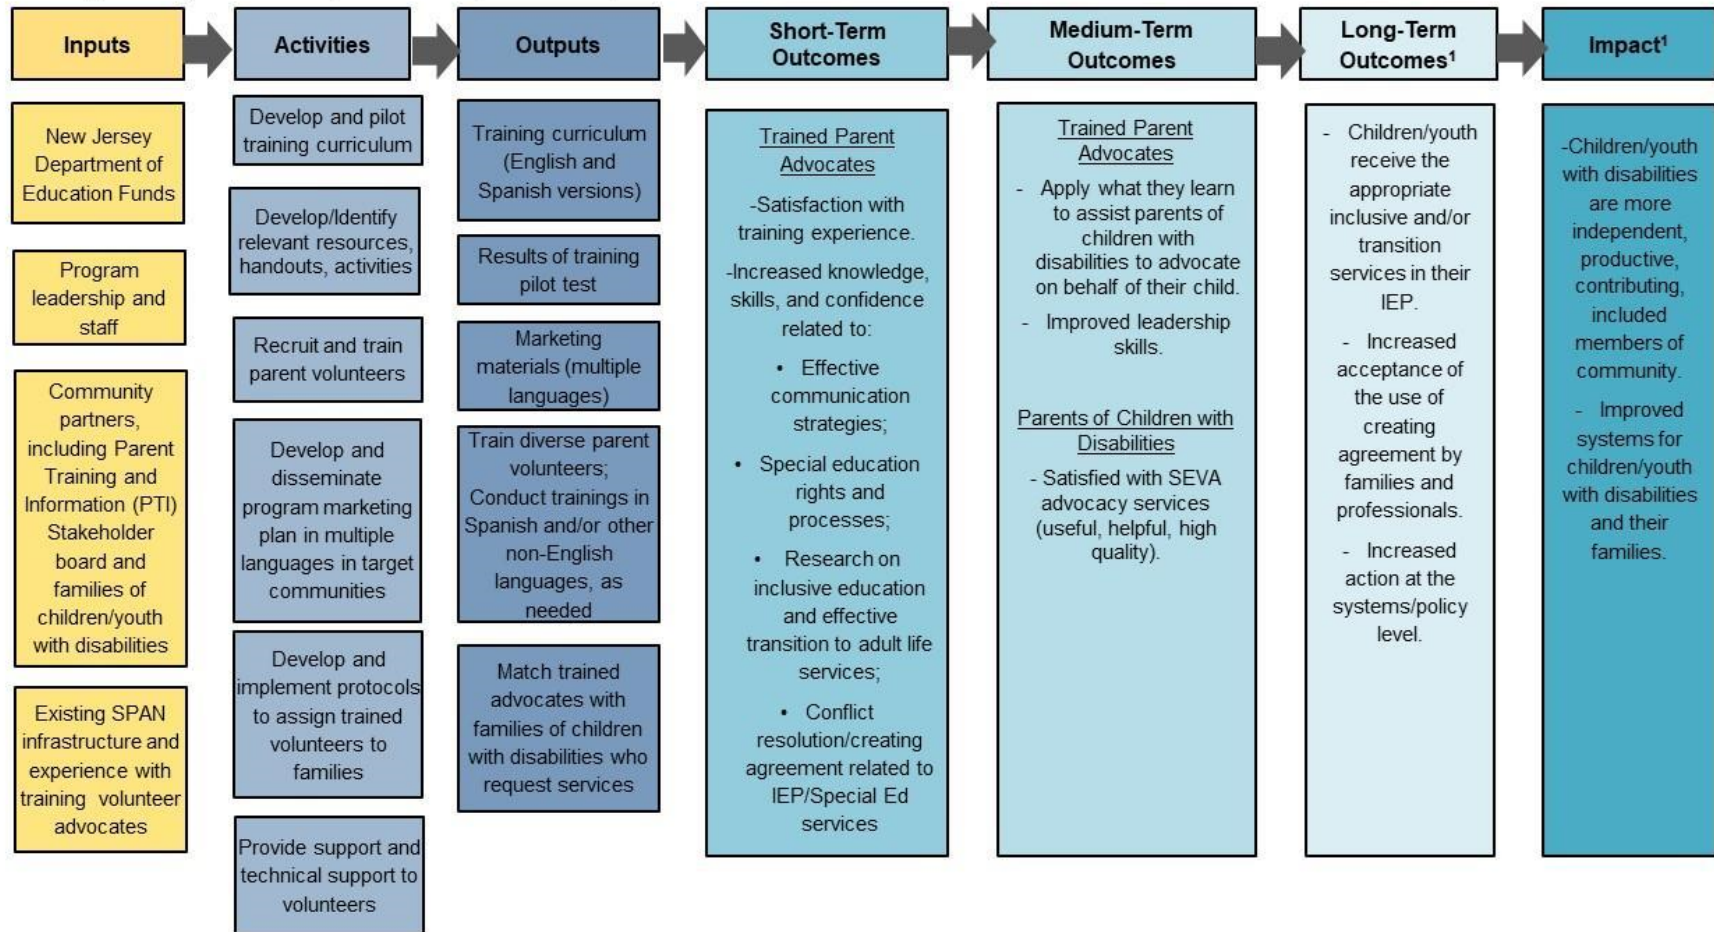 Inputs
Activities
Outputs
Short-Term
Outcomes
Medium-Term
Outcomes
Long-Term
Outcomes¹
Impact¹
New Jersey
Department of
Education Funds
Program
leadership and
staff
Community
partners,
including Parent
Training and
Information (PTI)
Stakeholder
board and
families of
children/youth
with disabilities
Existing SPAN
infrastructure and
experience with
training volunteer
advocates
Develop and pilot
training curriculum
Develop/Identify
relevant resources,
handouts, activities
Recruit and train
parent volunteers
Develop and
disseminate
program marketing
plan in multiple
languages in target
communities
Develop and
implement protocols
to assign trained
volunteers to
families
Provide support and
technical support to
volunteers
Training curriculum
(English and
Spanish versions)
Results of training
pilot test
Marketing
materials (multiple
languages)
Train diverse parent
volunteers;
Conduct trainings in
Spanish and/or other
non-English
languages, as
needed
Match trained
advocates with
families of children
with disabilities who
request services
Trained Parent
Advocates
-Satisfaction with
training experience.
-Increased knowledge,
skills, and confidence
related to:
• Effective
communication
strategies;
• Special education
rights and
processes;
• Research on
inclusive education
and effective
transition to adult life
services;
• Conflict
resolution/creating
agreement related to
IEP/Special Ed
services
Trained Parent
Advocates
- Apply what they learn
to assist parents of
children with
disabilities to advocate
on behalf of their child.
- Improved leadership
skills.
Parents of Children with
Disabilities
- Satisfied with SEVA
advocacy services
(useful, helpful, high
quality).
- Children/youth
receive the
appropriate
inclusive and/or
transition
services in their
IEP.
- Increased
acceptance of
the use of
creating
agreement by
families and
professionals.
- Increased
action at the
systems/policy
level.
-Children/youth
with disabilities
are more
independent,
productive,
contributing,
included
members of
community.
- Improved
systems for
children/youth
with disabilities
and their
families.